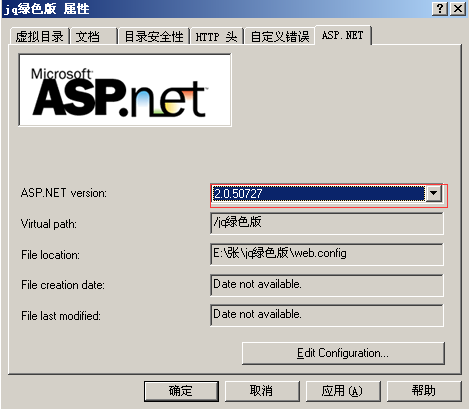 jq绿色版 属性
虚拟目录 文档 目录安全性 HTTP 头 自定义错误 ASP.NET
Microsoft
ASP.net
ASP.NET version: 2.0.50727
Virtual path: /jq绿色版
File location: E:\张\jq绿色版\web.config
File creation date: Date not available.
File last modified: Date not available.
Edit Configuration...
确定 取消 应用(A) 帮助